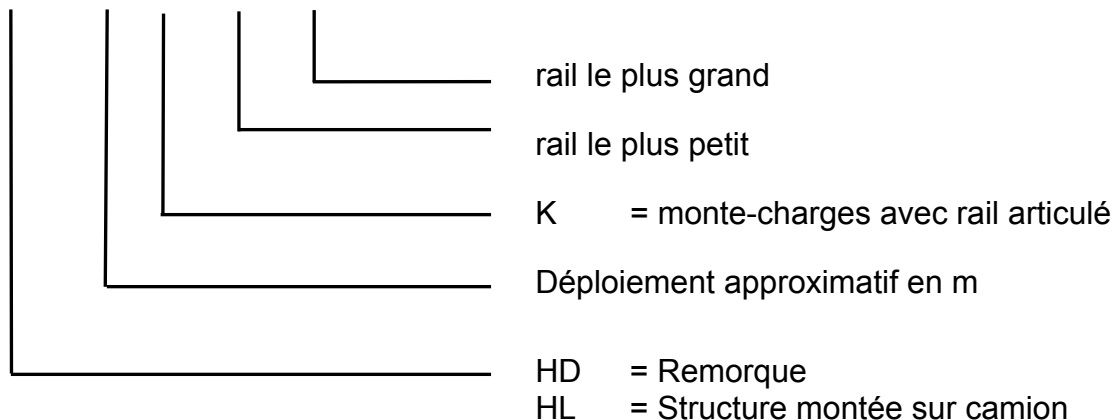 rail le plus grand
rail le plus petit
K = monte-charges avec rail articulé
Déploiement approximatif en m
HD = Remorque
HL = Structure montée sur camion